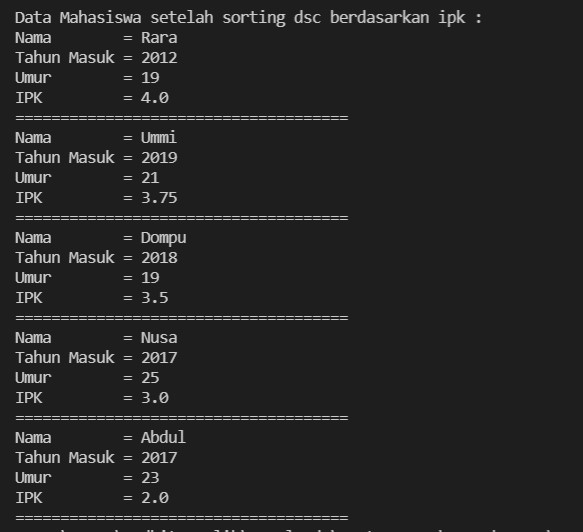 Data Mahasiswa setelah sorting dsc berdasarkan ipk :
Nama        = Rara
Tahun Masuk = 2012
Umur        = 19
IPK         = 4.0
=====================================
Nama        = Ummi
Tahun Masuk = 2019
Umur        = 21
IPK         = 3.75
=====================================
Nama        = Dompu
Tahun Masuk = 2018
Umur        = 19
IPK         = 3.5
=====================================
Nama        = Nusa
Tahun Masuk = 2017
Umur        = 25
IPK         = 3.0
=====================================
Nama        = Abdul
Tahun Masuk = 2017
Umur        = 23
IPK         = 2.0
=====================================